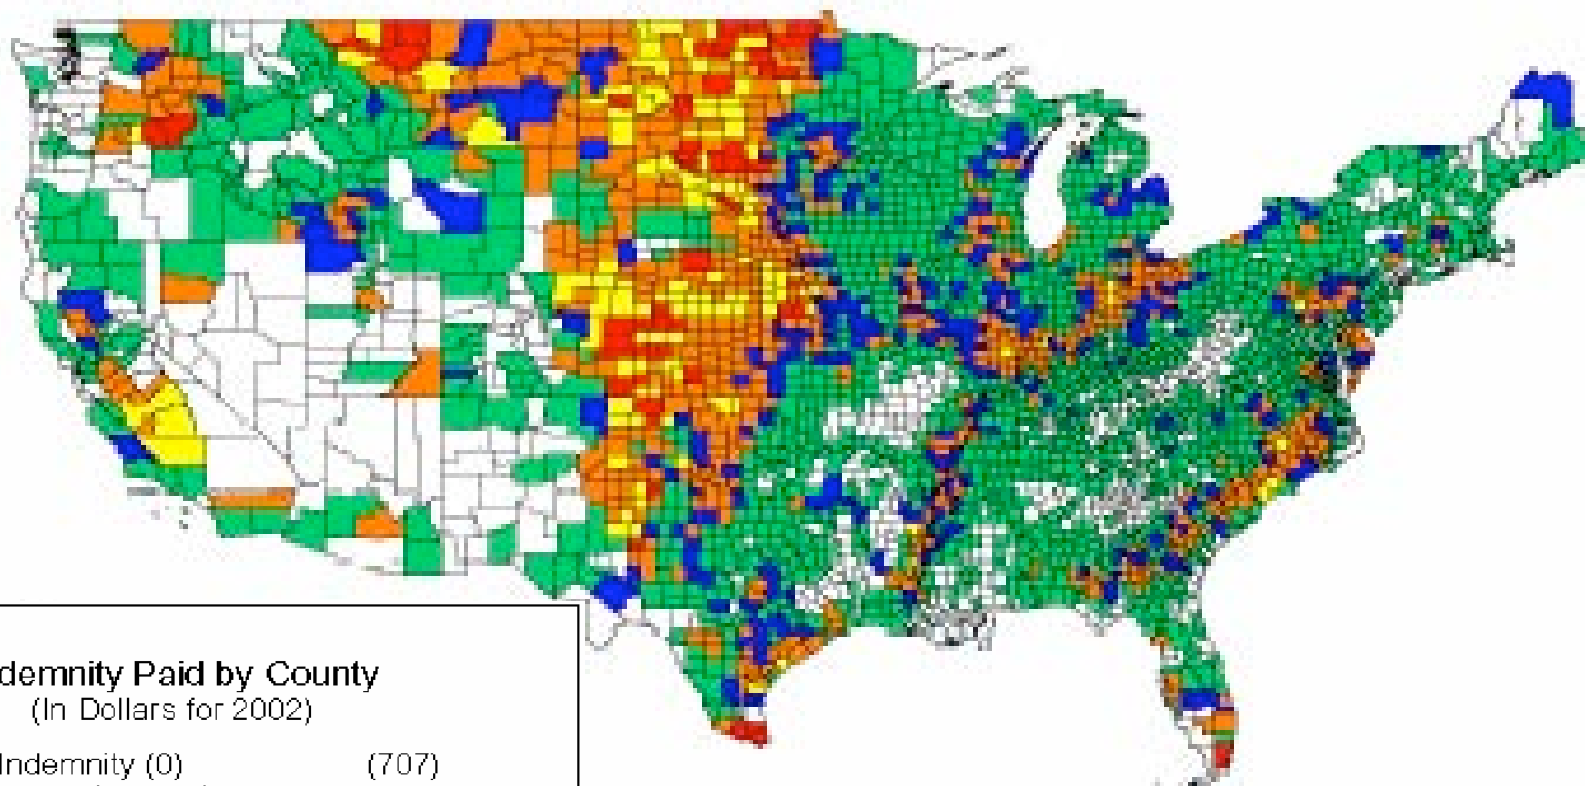 demnity Paid by County
(In Dollars for 2002)
Indemnity (0) (707)